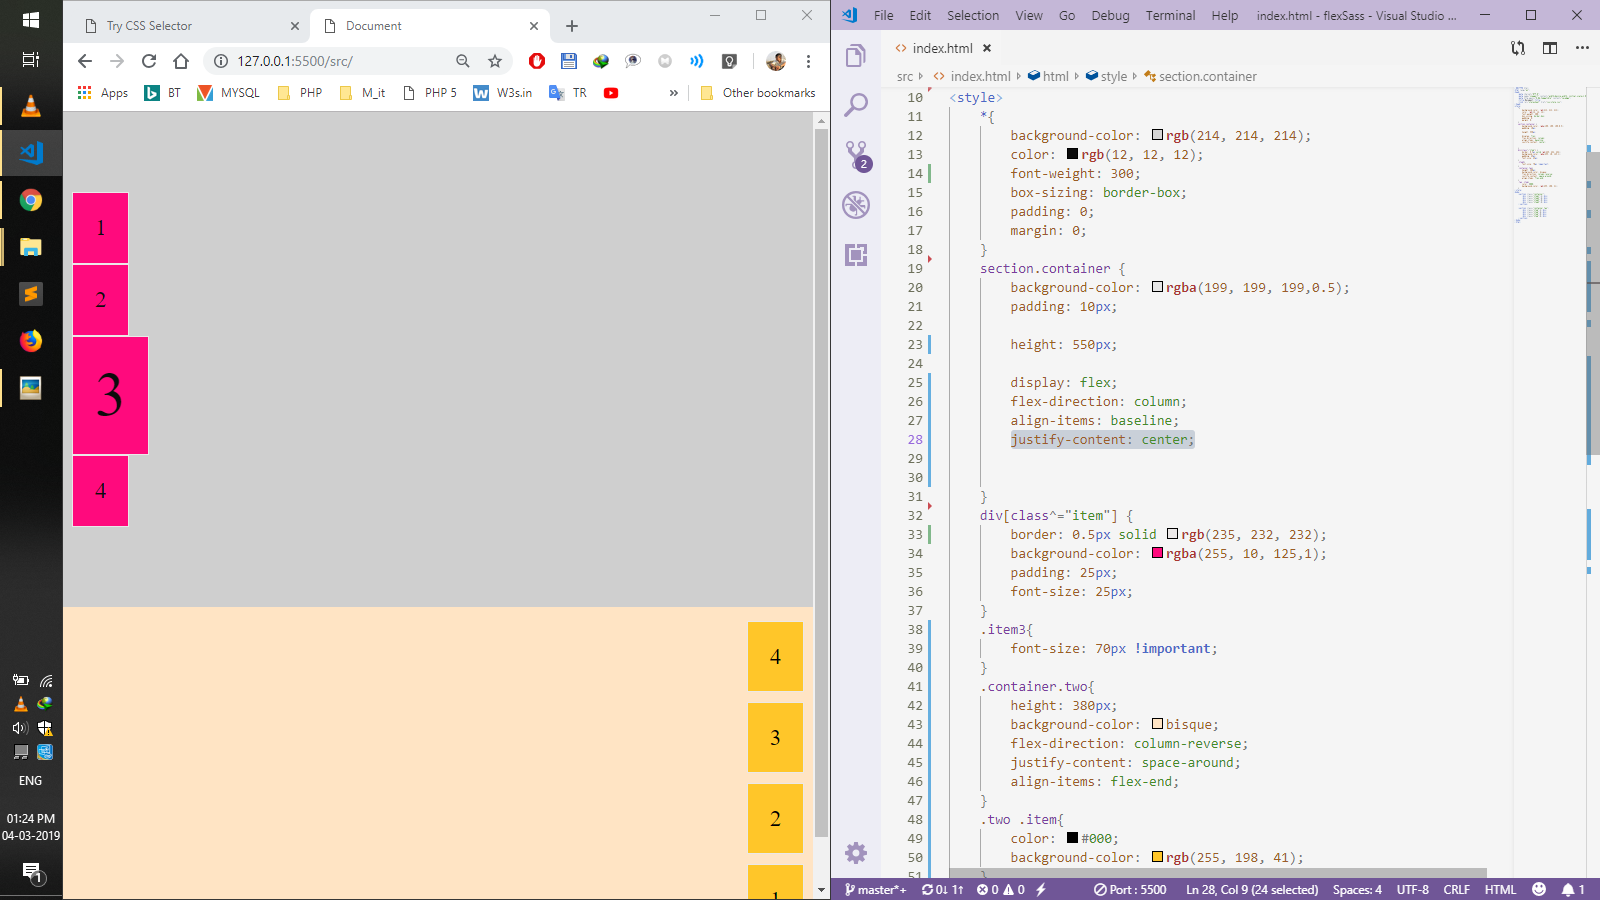 Try CSS Selector
Document
127.0.0.1:5500/src/
Apps
BT
MYSQL
PHP
M_it
PHP 5
W3s.in
TR
»
Other bookmarks
1
2
3
4
4
3
2
1
ENG
01:24 PM
04-03-2019
1
File Edit Selection View Go Debug Terminal Help index.html - flexSass - Visual Studio ...
index.html
src index.html html style section.container
2
10 <style>
11 *{
12 background-color: rgb(214, 214, 214);
13 color: rgb(12, 12, 12);
14 font-weight: 300;
15 box-sizing: border-box;
16 padding: 0;
17 margin: 0;
18 }
19 section.container {
20 background-color: rgba(199, 199, 199,0.5);
21 padding: 10px;
22
23 height: 550px;
24
25 display: flex;
26 flex-direction: column;
27 align-items: baseline;
28 justify-content: center;
29
30
31 }
32 div[class^="item"] {
33 border: 0.5px solid rgb(235, 232, 232);
34 background-color: rgba(255, 10, 125,1);
35 padding: 25px;
36 font-size: 25px;
37 }
38 .item3{
39 font-size: 70px !important;
40 }
41 .container.two{
42 height: 380px;
43 background-color: bisque;
44 flex-direction: column-reverse;
45 justify-content: space-around;
46 align-items: flex-end;
47 }
48 .two .item{
49 color: #000;
50 background-color: rgb(255, 198, 41);
51 }
master*+ 0↓ 1↑ 0 0 Port : 5500 Ln 28, Col 9 (24 selected) Spaces: 4 UTF-8 CRLF HTML 1